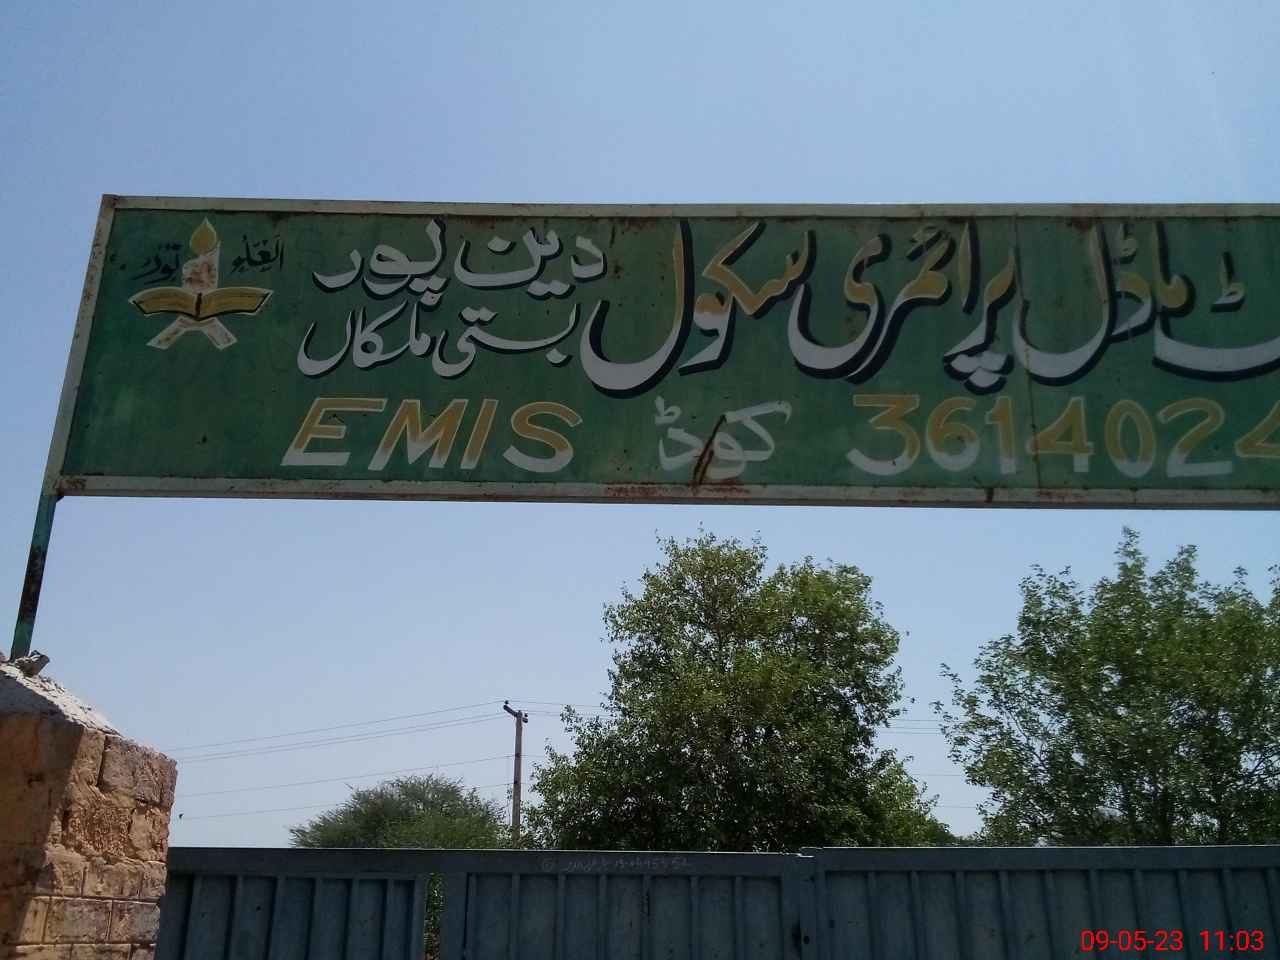 ٹ ماڈل پرائمری سکول دین پور
بستی ملکاں
العلم نور
EMIS کوڈ 3614024
09-05-23 11:03